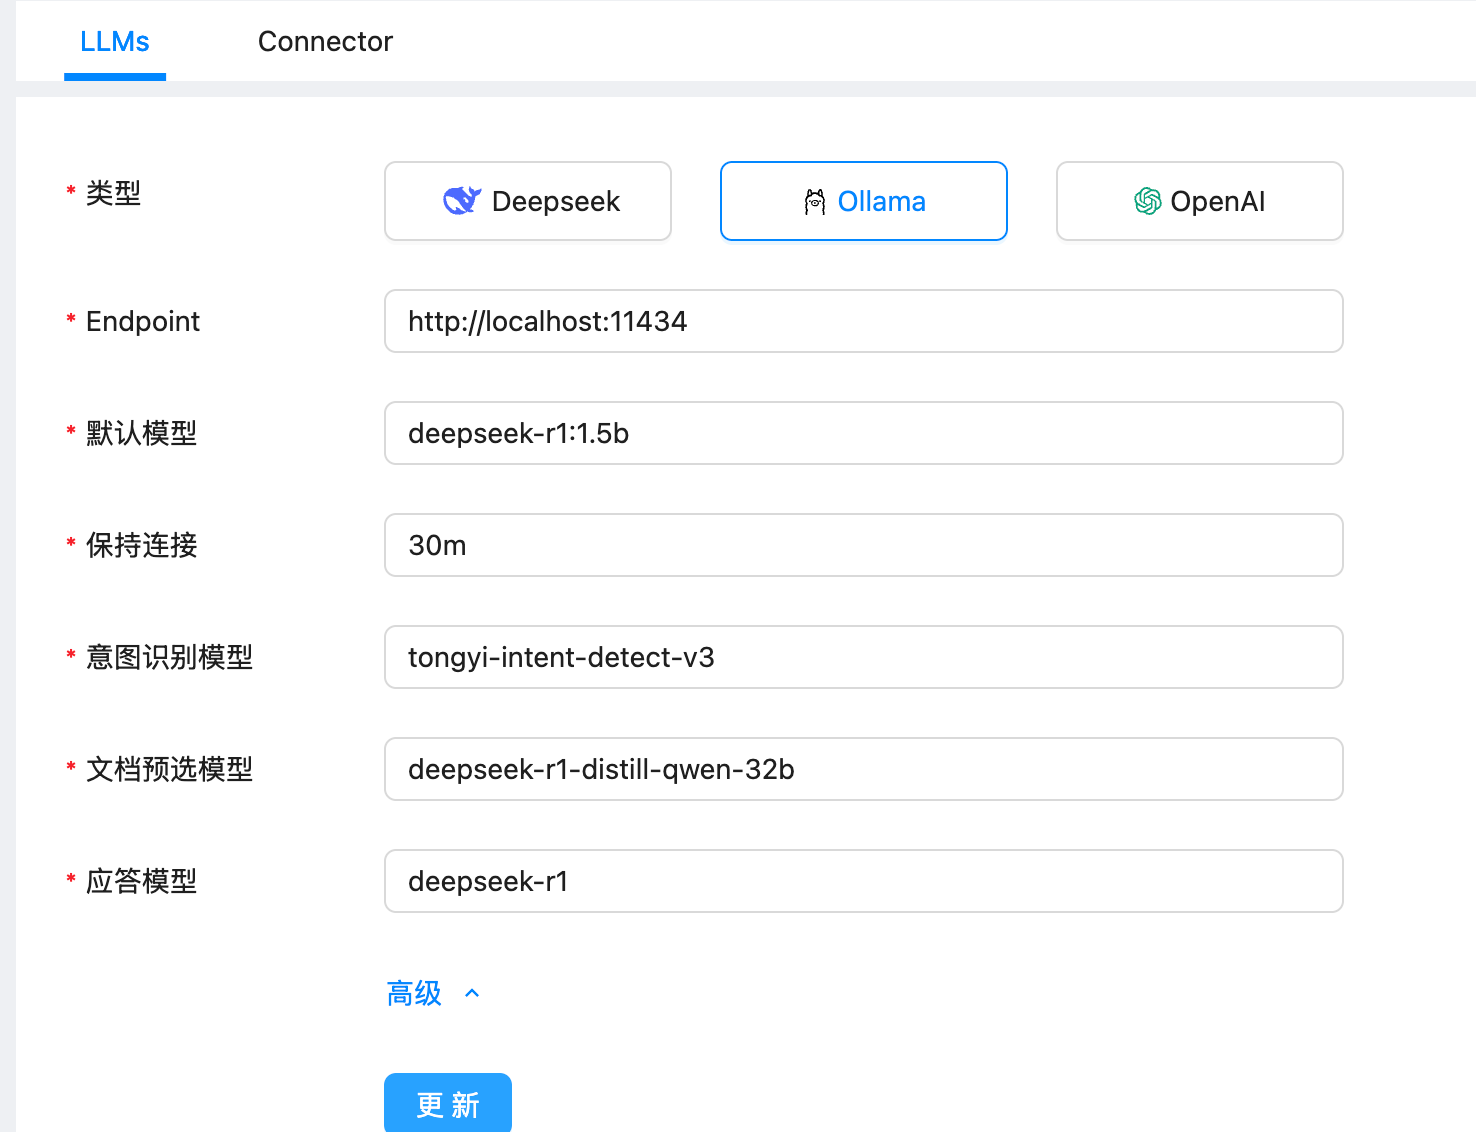 LLMs Connector
* 类型 Deepseek Ollama OpenAI
* Endpoint http://localhost:11434
* 默认模型 deepseek-r1:1.5b
* 保持连接 30m
* 意图识别模型 tongyi-intent-detect-v3
* 文档预选模型 deepseek-r1-distill-qwen-32b
* 应答模型 deepseek-r1
高级
更 新